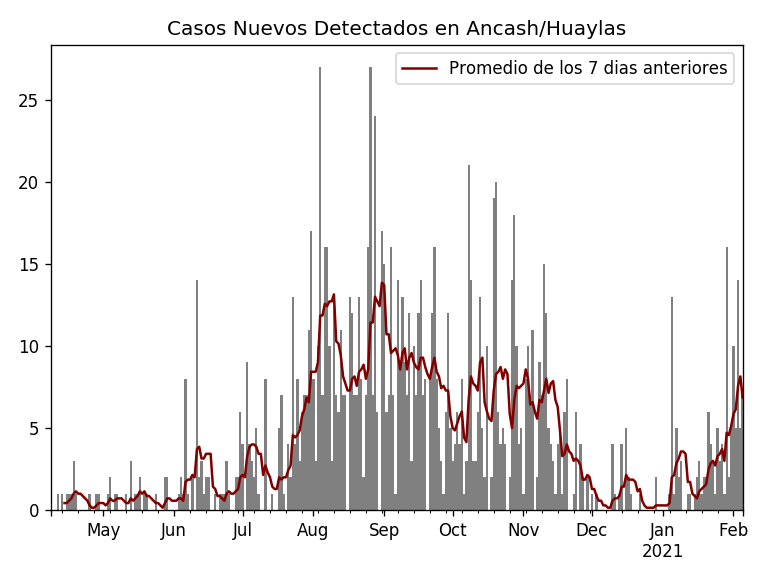 Casos Nuevos Detectados en Ancash/Huaylas
Promedio de los 7 dias anteriores
25
20
15
10
5
0
May Jun Jul Aug Sep Oct Nov Dec Jan Feb
2021